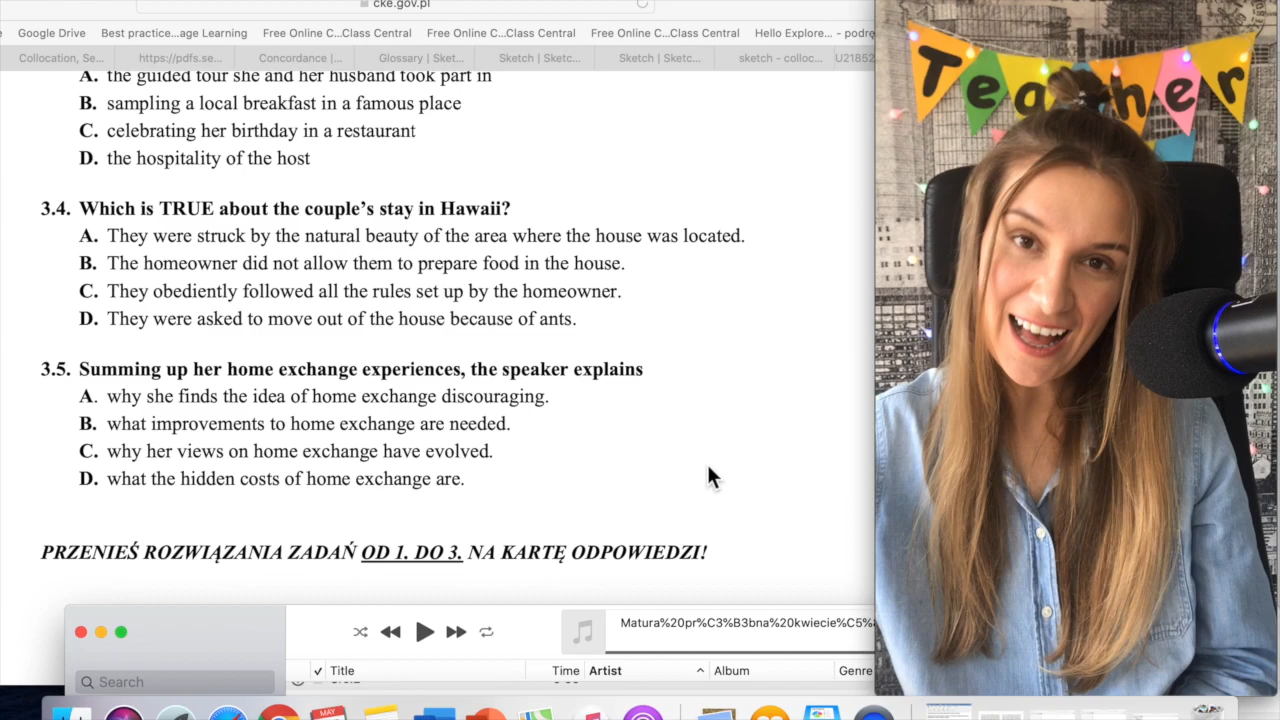 cke.gov.pl
Google Drive Best practice...age Learning Free Online C...Class Central Free Online C...Class Central Free Online C...Class Central Hello Explore... - podrę
Collocation, Se... https://pdfs.se... Concordance |... Glossary | Sket... Sketch | Sketc... Sketch | Sketc... sketch - colloc... U21852
Teacher
A. the guided tour she and her husband took part in
B. sampling a local breakfast in a famous place
C. celebrating her birthday in a restaurant
D. the hospitality of the host
3.4. Which is TRUE about the couple's stay in Hawaii?
A. They were struck by the natural beauty of the area where the house was located.
B. The homeowner did not allow them to prepare food in the house.
C. They obediently followed all the rules set up by the homeowner.
D. They were asked to move out of the house because of ants.
3.5. Summing up her home exchange experiences, the speaker explains
A. why she finds the idea of home exchange discouraging.
B. what improvements to home exchange are needed.
C. why her views on home exchange have evolved.
D. what the hidden costs of home exchange are.
PRZENIEŚ ROZWIĄZANIA ZADAŃ OD 1. DO 3. NA KARTĘ ODPOWIEDZI!
Matura%20pr%C3%B3bna%20kwiecie%C5%8
Title Time Artist Album Genre
Search
MAY